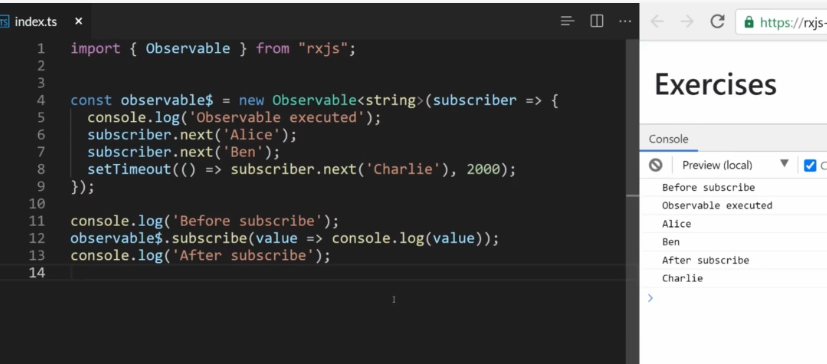 TS index.ts ×
1 import { Observable } from "rxjs";
2
3
4 const observable$ = new Observable<string>(subscriber => {
5 console.log('Observable executed');
6 subscriber.next('Alice');
7 subscriber.next('Ben');
8 setTimeout(() => subscriber.next('Charlie'), 2000);
9 });
10
11 console.log('Before subscribe');
12 observable$.subscribe(value => console.log(value));
13 console.log('After subscribe');
14
https://rxjs-
Exercises
Console
Preview (local)
Before subscribe
Observable executed
Alice
Ben
After subscribe
Charlie